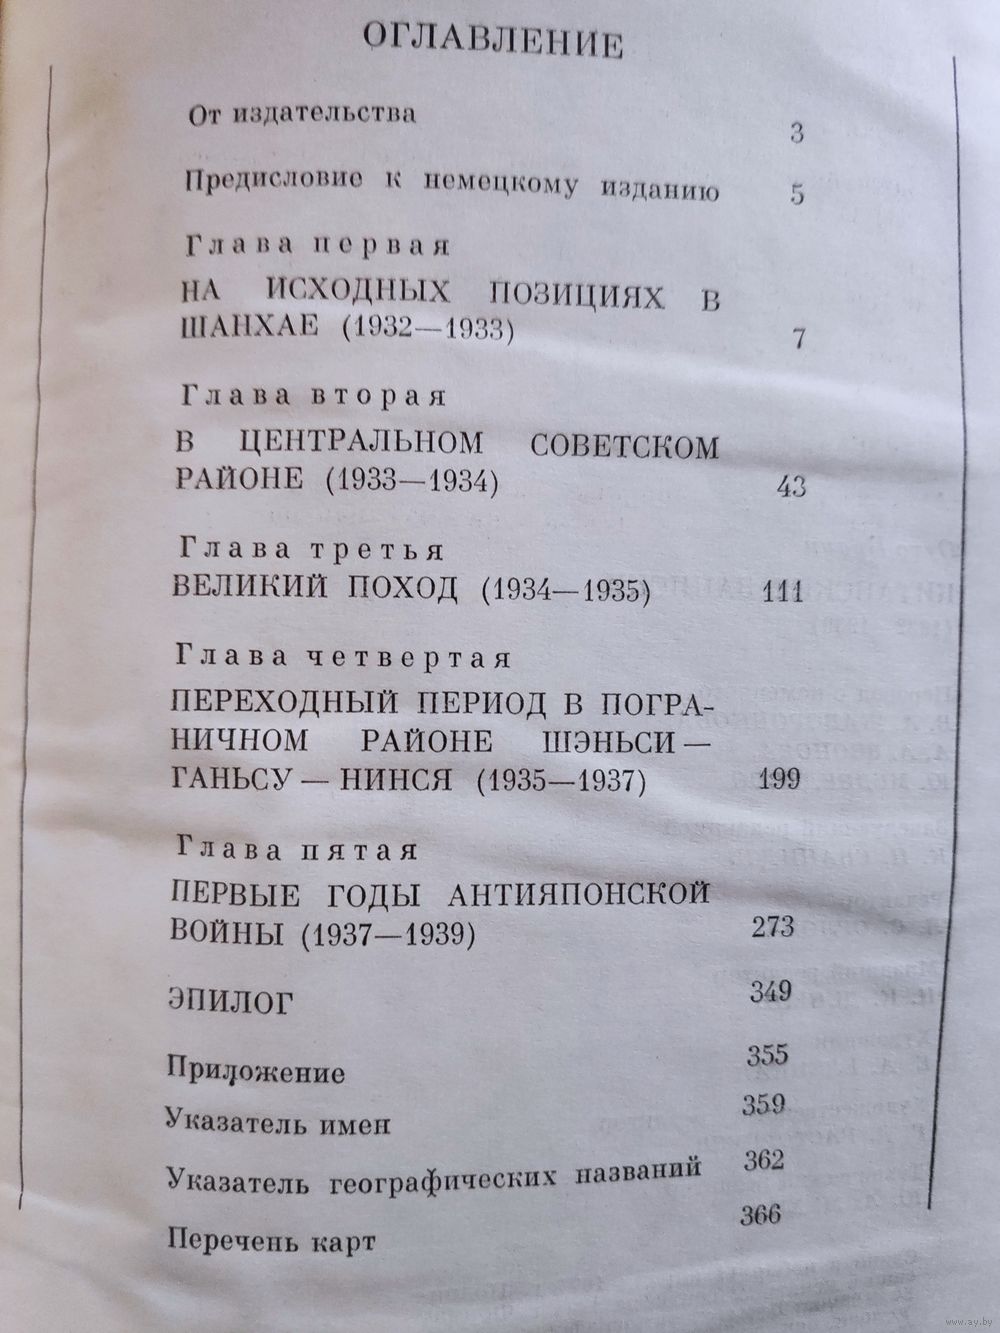 ОГЛАВЛЕНИЕ
От издательства 3
Предисловие к немецкому изданию 5
Глава первая
НА ИСХОДНЫХ ПОЗИЦИЯХ В
ШАНХАЕ (1932—1933) 7
Глава вторая
В ЦЕНТРАЛЬНОМ СОВЕТСКОМ
РАЙОНЕ (1933—1934) 43
Глава третья
ВЕЛИКИЙ ПОХОД (1934—1935) 111
Глава четвертая
ПЕРЕХОДНЫЙ ПЕРИОД В ПОГРА-
НИЧНОМ РАЙОНЕ ШЭНЬСИ —
ГАНЬСУ — НИНСЯ (1935—1937) 199
Глава пятая
ПЕРВЫЕ ГОДЫ АНТИЯПОНСКОЙ
ВОЙНЫ (1937—1939) 273
ЭПИЛОГ 349
Приложение 355
Указатель имен 359
Указатель географических названий 362
Перечень карт 366
www.ay.by